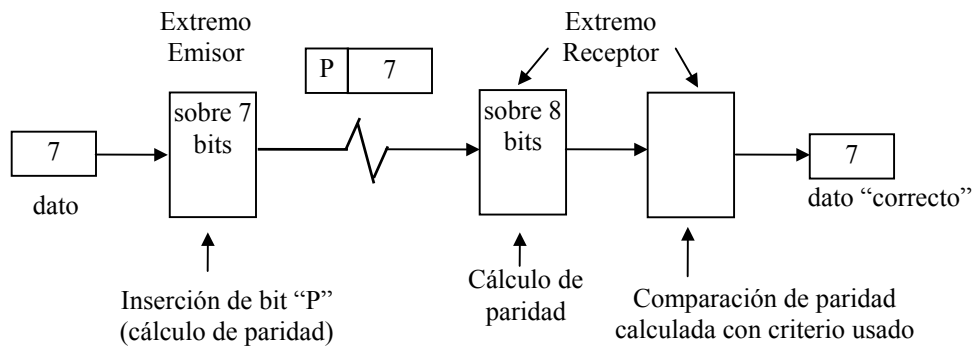 Extremo
Emisor
Extremo
Receptor
P 7
sobre 7
bits
sobre 8
bits
7
7
dato
dato “correcto”
Inserción de bit “P”
(cálculo de paridad)
Cálculo de
paridad
Comparación de paridad
calculada con criterio usado